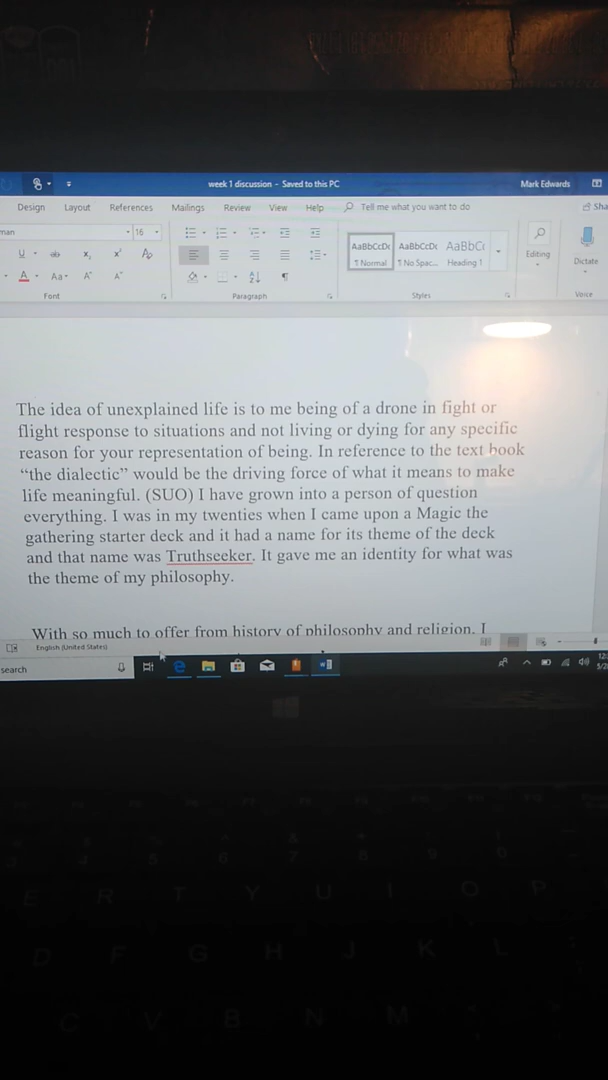 week 1 discussion - Saved to this PC
Mark Edwards
Design Layout References Mailings Review View Help Tell me what you want to do Sha
man 16
AaBbCcDc AaBbCcDc AaBbC
¶ Normal ¶ No Spac... Heading 1
Editing
Dictate
Font Paragraph Styles Voice
The idea of unexplained life is to me being of a drone in fight or
flight response to situations and not living or dying for any specific
reason for your representation of being. In reference to the text book
“the dialectic” would be the driving force of what it means to make
life meaningful. (SUO) I have grown into a person of question
everything. I was in my twenties when I came upon a Magic the
gathering starter deck and it had a name for its theme of the deck
and that name was Truthseeker. It gave me an identity for what was
the theme of my philosophy.
With so much to offer from history of philosophy and religion, I
English (United States)
search
E R T Y U I O P
D F G H J K L
C V B N M